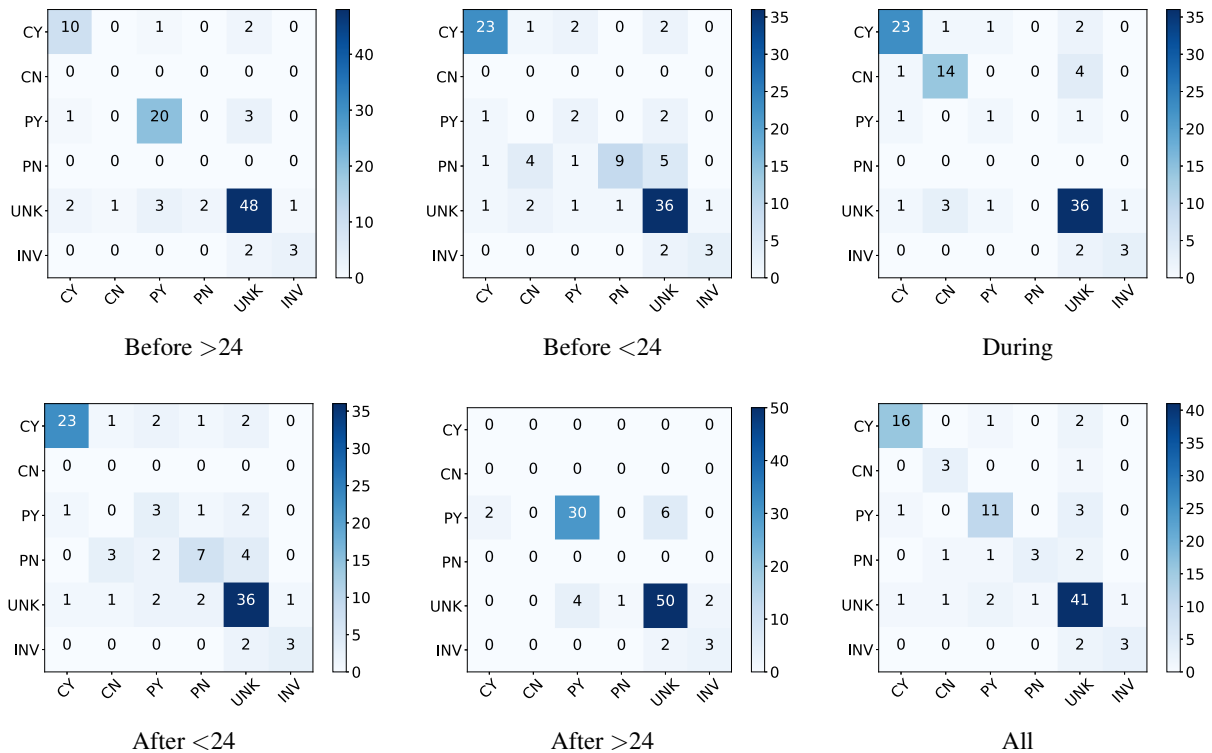 CY 10 0 1 0 2 0
CN 0 0 0 0 0 0
PY 1 0 20 0 3 0
PN 0 0 0 0 0 0
UNK 2 1 3 2 48 1
INV 0 0 0 0 2 3
CY CN PY PN UNK INV
40
30
20
10
0
Before >24
CY 23 1 2 0 2 0
CN 0 0 0 0 0 0
PY 1 0 2 0 2 0
PN 1 4 1 9 5 0
UNK 1 2 1 1 36 1
INV 0 0 0 0 2 3
CY CN PY PN UNK INV
35
30
25
20
15
10
5
0
Before <24
CY 23 1 1 0 2 0
CN 1 14 0 0 4 0
PY 1 0 1 0 1 0
PN 0 0 0 0 0 0
UNK 1 3 1 0 36 1
INV 0 0 0 0 2 3
CY CN PY PN UNK INV
35
30
25
20
15
10
5
0
During
CY 23 1 2 1 2 0
CN 0 0 0 0 0 0
PY 1 0 3 1 2 0
PN 0 3 2 7 4 0
UNK 1 1 2 2 36 1
INV 0 0 0 0 2 3
CY CN PY PN UNK INV
35
30
25
20
15
10
5
0
After <24
CY 0 0 0 0 0 0
CN 0 0 0 0 0 0
PY 2 0 30 0 6 0
PN 0 0 0 0 0 0
UNK 0 0 4 1 50 2
INV 0 0 0 0 2 3
CY CN PY PN UNK INV
50
40
30
20
10
0
After >24
CY 16 0 1 0 2 0
CN 0 3 0 0 1 0
PY 1 0 11 0 3 0
PN 0 1 1 3 2 0
UNK 1 1 2 1 41 1
INV 0 0 0 0 2 3
CY CN PY PN UNK INV
40
35
30
25
20
15
10
5
0
All